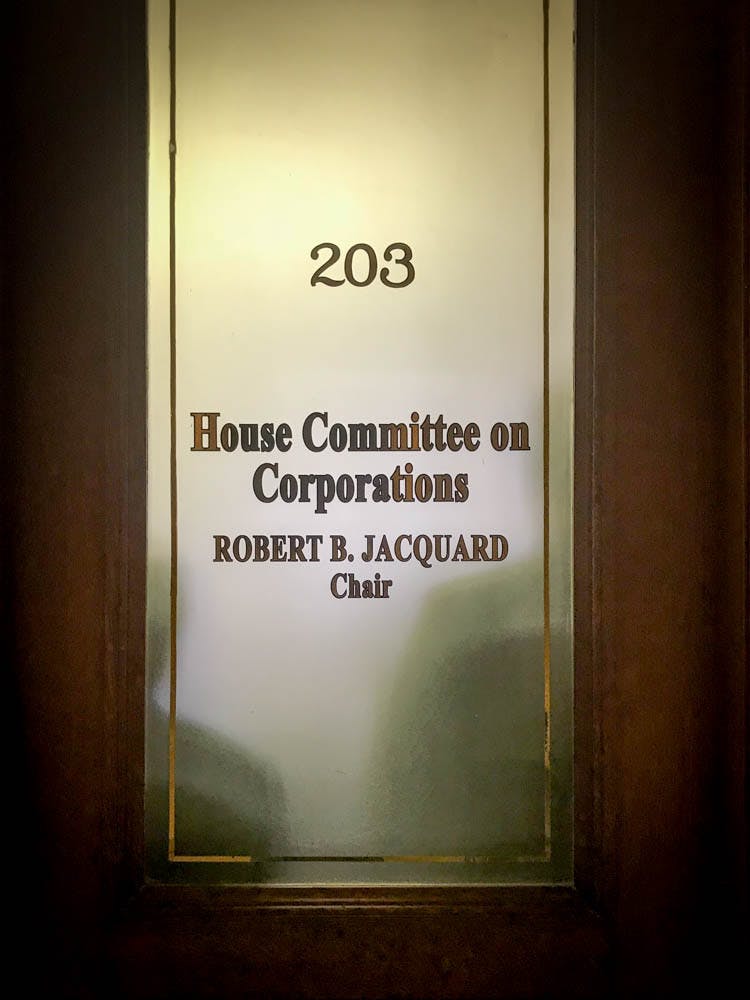 203
House Committee on
Corporations
ROBERT B. JACQUARD
Chair